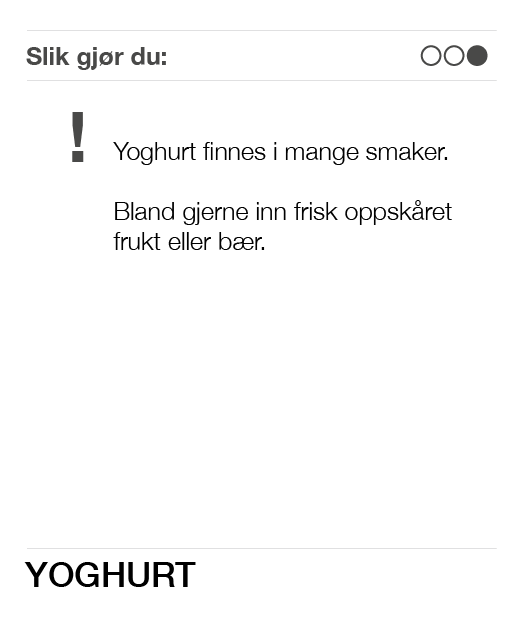 Slik gjør du:
!
Yoghurt finnes i mange smaker.
Bland gjerne inn frisk oppskåret
frukt eller bær.
YOGHURT